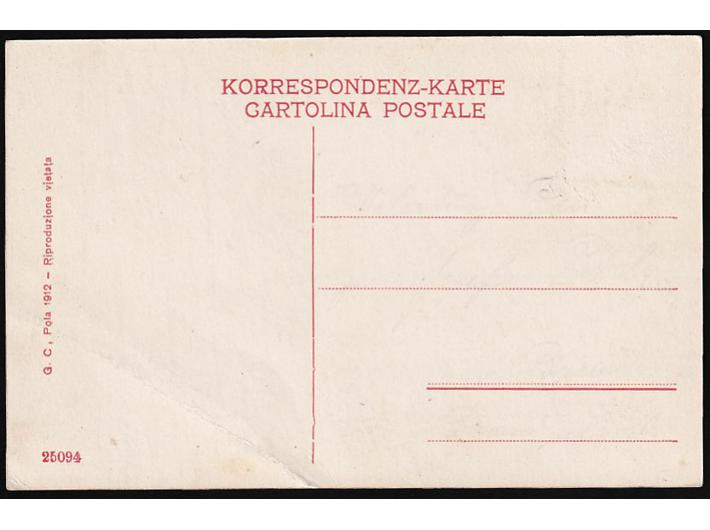 KORRESPONDENZ-KARTE
CARTOLINA POSTALE
G. C., Pola 1912 — Riproduzione vietata
25094